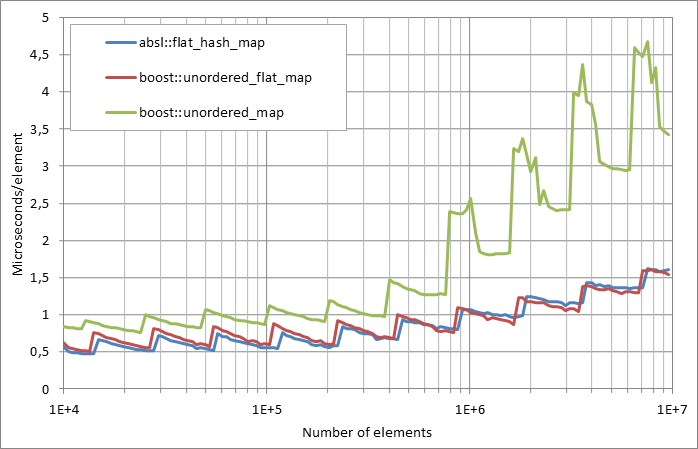 5
4,5
4
3,5
3
2,5
2
1,5
1
0,5
0
Microseconds/element
absl::flat_hash_map
boost::unordered_flat_map
boost::unordered_map
1E+4
1E+5
1E+6
1E+7
Number of elements